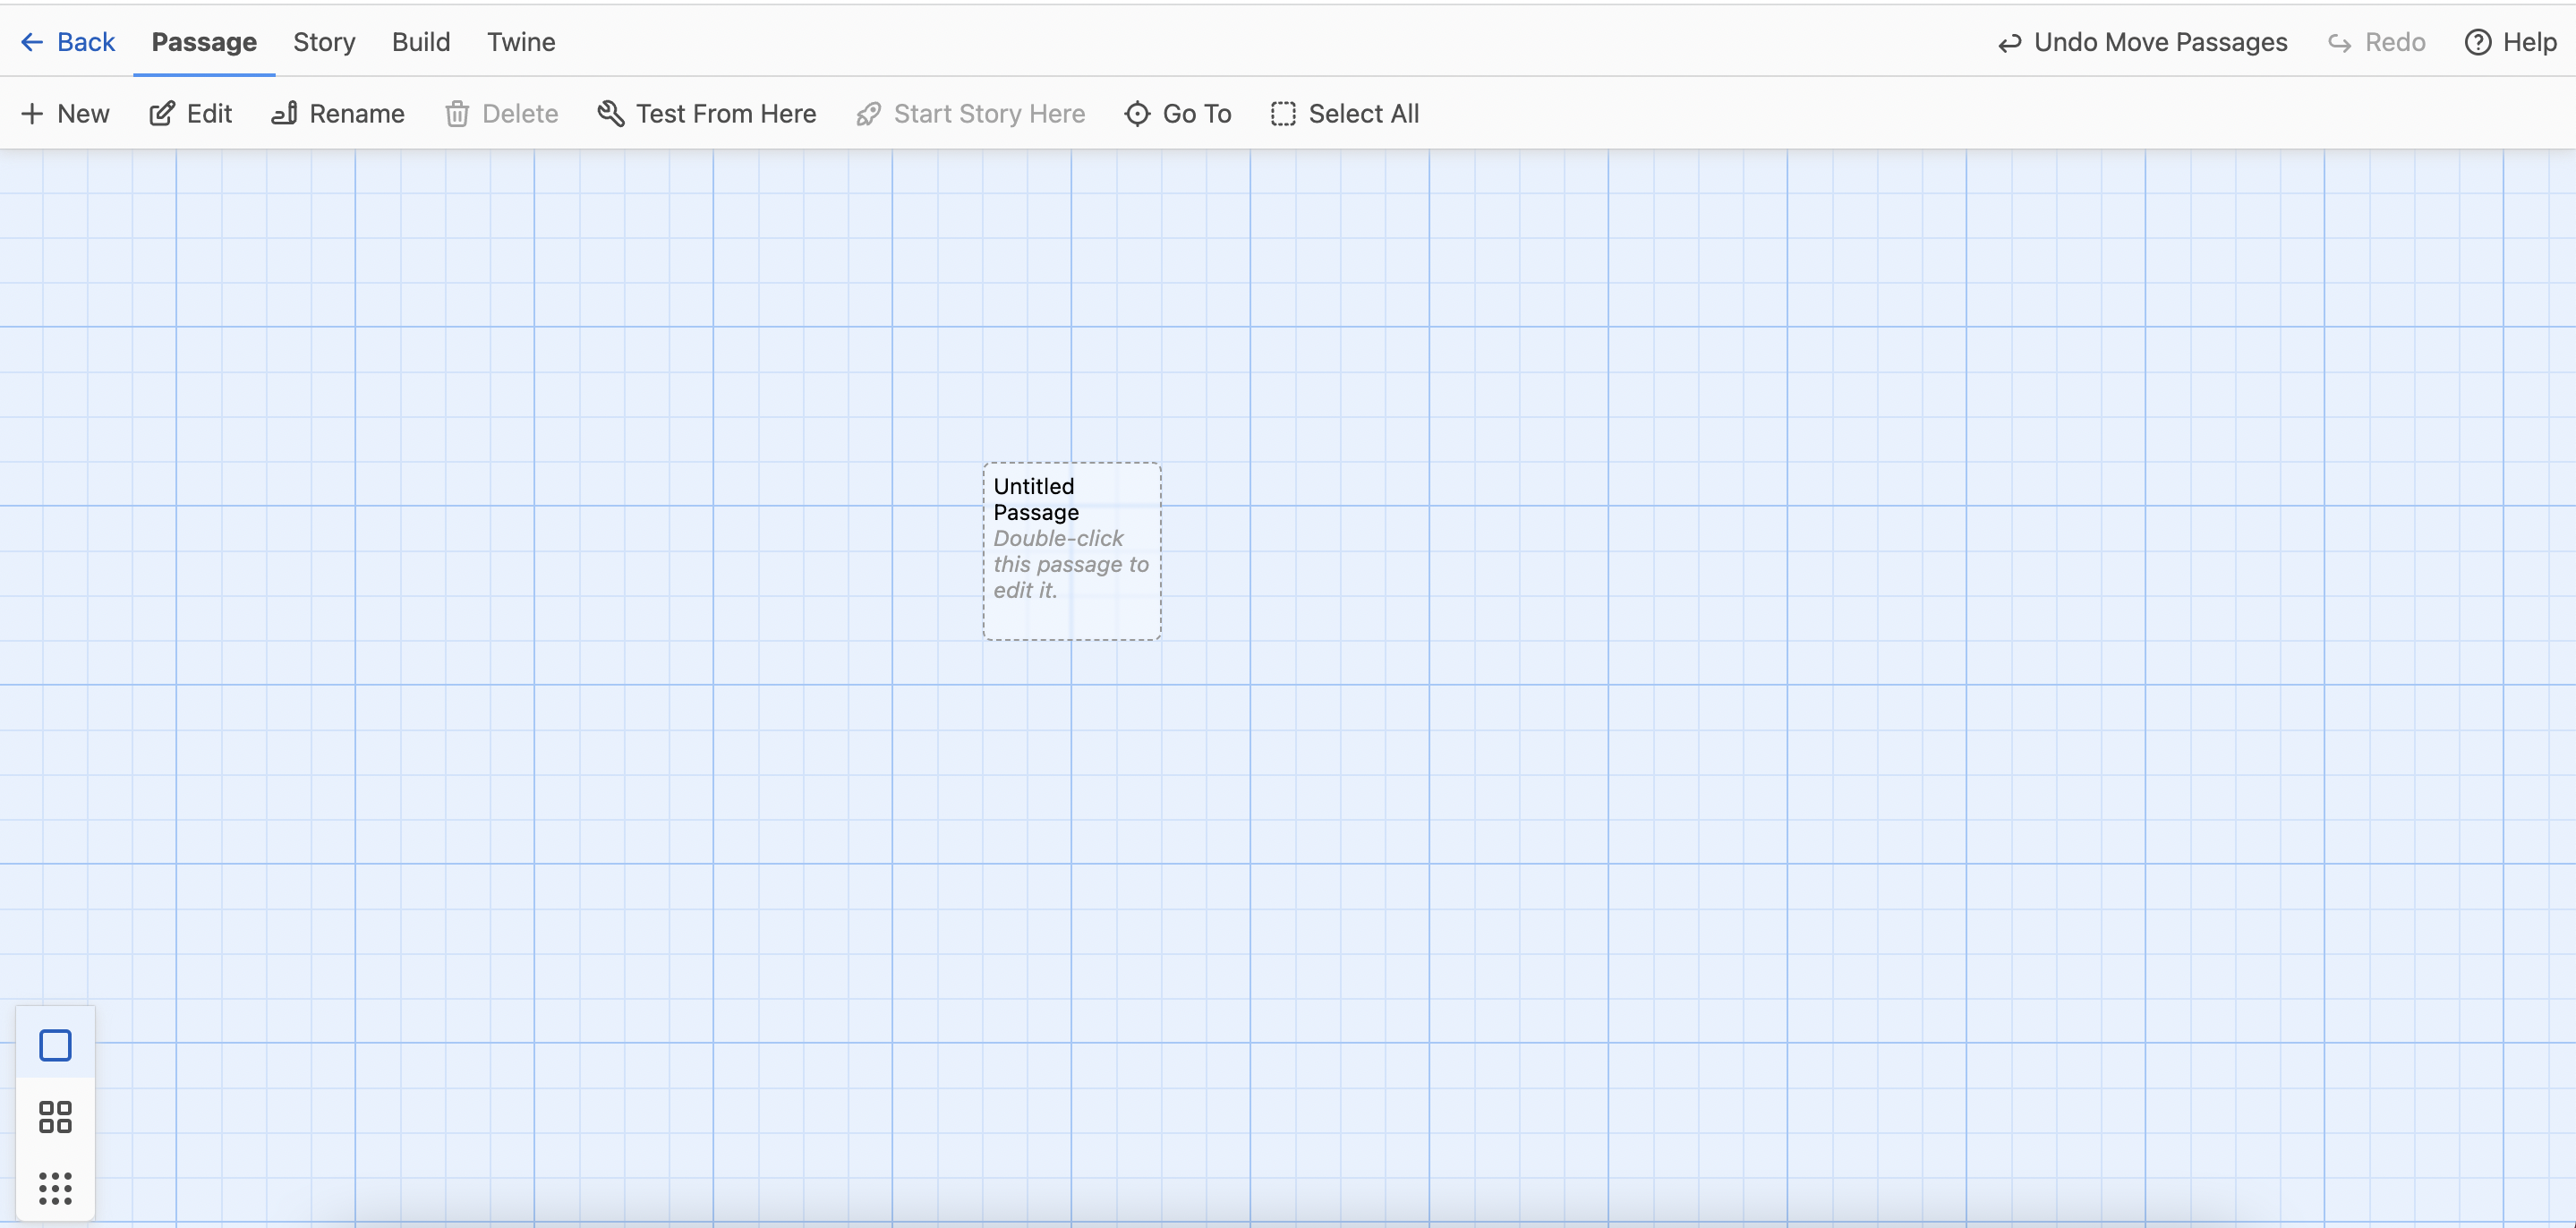 Back Passage Story Build Twine Undo Move Passages Redo Help
New Edit Rename Delete Test From Here Start Story Here Go To Select All
Untitled
Passage
Double-click
this passage to
edit it.